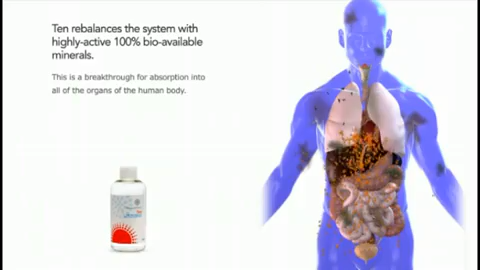 Ten rebalances the system with
highly-active 100% bio-available
minerals.
This is a breakthrough for absorption into
all of the organs of the human body.